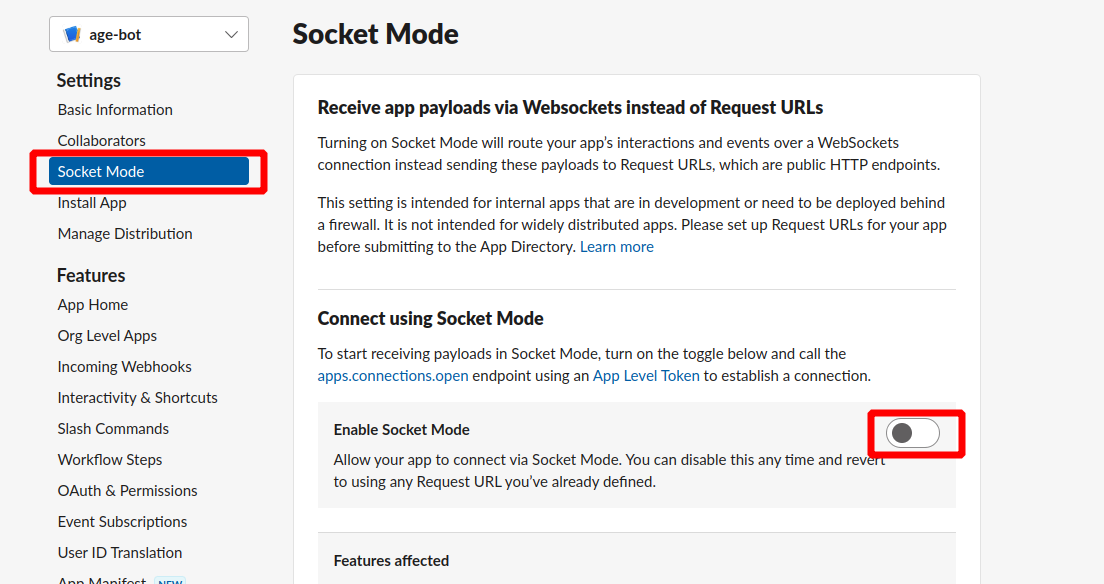 age-bot
Settings
Basic Information
Collaborators
Socket Mode
Install App
Manage Distribution
Features
App Home
Org Level Apps
Incoming Webhooks
Interactivity & Shortcuts
Slash Commands
Workflow Steps
OAuth & Permissions
Event Subscriptions
User ID Translation
App Manifest NEW
Socket Mode
Receive app payloads via Websockets instead of Request URLs
Turning on Socket Mode will route your app’s interactions and events over a WebSockets
connection instead sending these payloads to Request URLs, which are public HTTP endpoints.
This setting is intended for internal apps that are in development or need to be deployed behind
a firewall. It is not intended for widely distributed apps. Please set up Request URLs for your app
before submitting to the App Directory. Learn more
Connect using Socket Mode
To start receiving payloads in Socket Mode, turn on the toggle below and call the
apps.connections.open endpoint using an App Level Token to establish a connection.
Enable Socket Mode
Allow your app to connect via Socket Mode. You can disable this any time and revert
to using any Request URL you’ve already defined.
Features affected